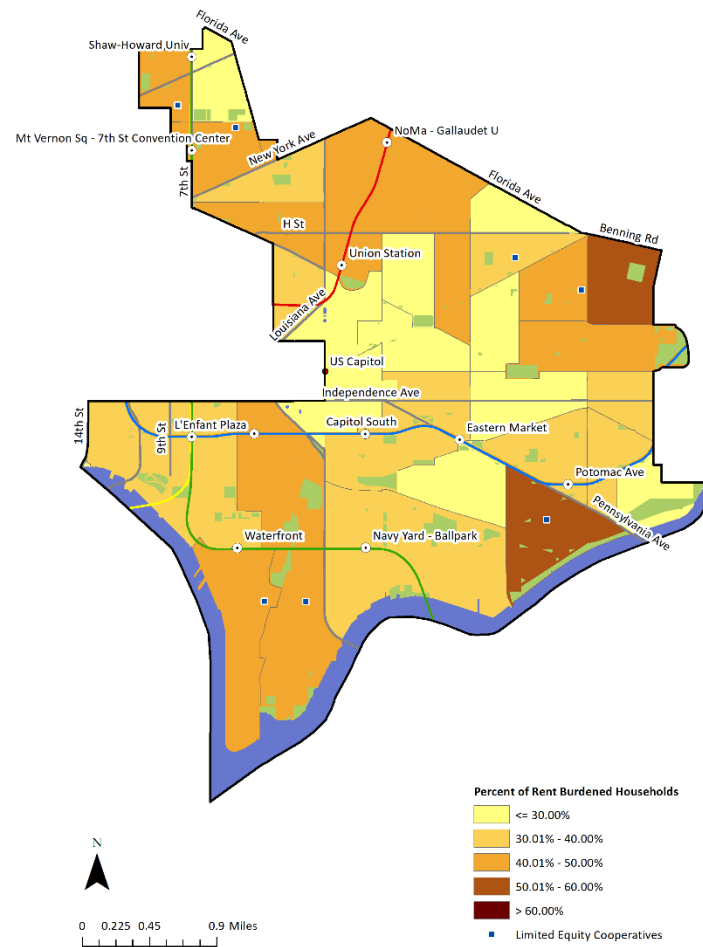 Florida Ave
Shaw-Howard Univ
Mt Vernon Sq - 7th St Convention Center
New York Ave
NoMa - Gallaudet U
7th St
Florida Ave
H St
Benning Rd
Union Station
Louisiana Ave
US Capitol
Independence Ave
14th St
9th St
L'Enfant Plaza
Capitol South
Eastern Market
Potomac Ave
Pennsylvania Ave
Waterfront
Navy Yard - Ballpark
Percent of Rent Burdened Households
<= 30.00%
30.01% - 40.00%
40.01% - 50.00%
50.01% - 60.00%
> 60.00%
Limited Equity Cooperatives
N
0 0.225 0.45 0.9 Miles